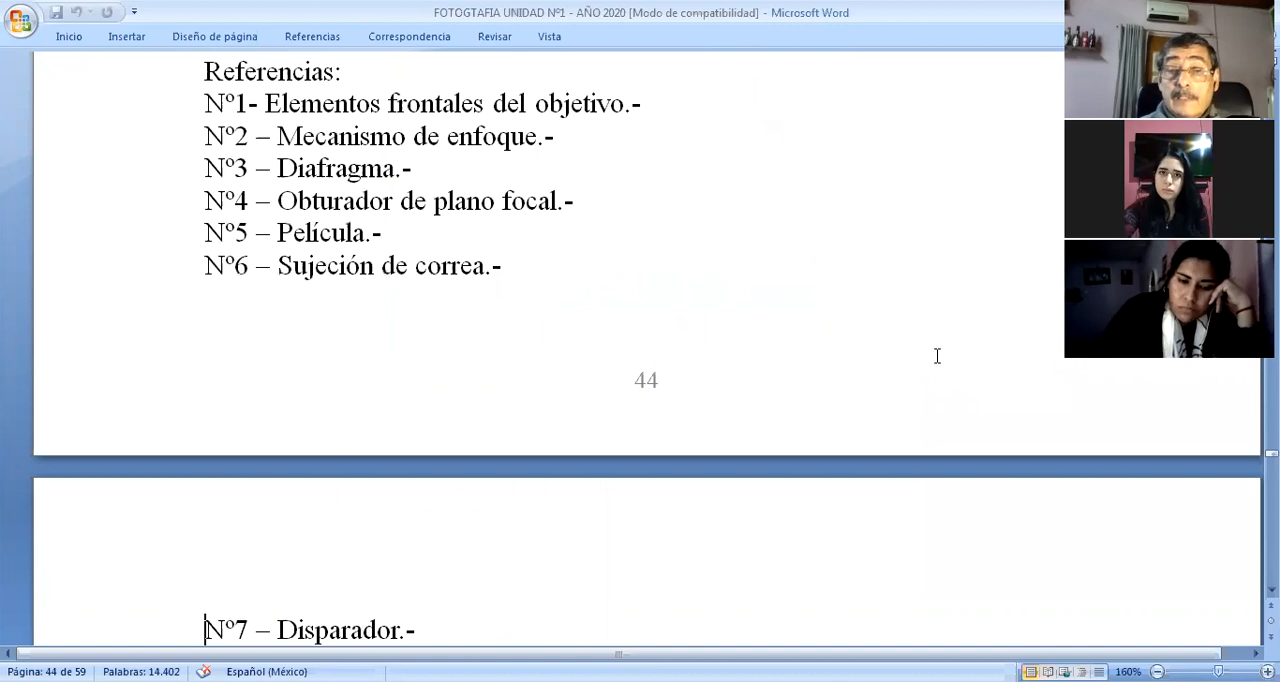 FOTOGTAFIA UNIDAD Nº1 - AÑO 2020 [Modo de compatibilidad] - Microsoft Word
Inicio Insertar Diseño de página Referencias Correspondencia Revisar Vista
Referencias:
Nº1- Elementos frontales del objetivo.-
Nº2 – Mecanismo de enfoque.-
Nº3 – Diafragma.-
Nº4 – Obturador de plano focal.-
Nº5 – Película.-
Nº6 – Sujeción de correa.-
44
Nº7 – Disparador.-
Página: 44 de 59 Palabras: 14.402 Español (México) 160%